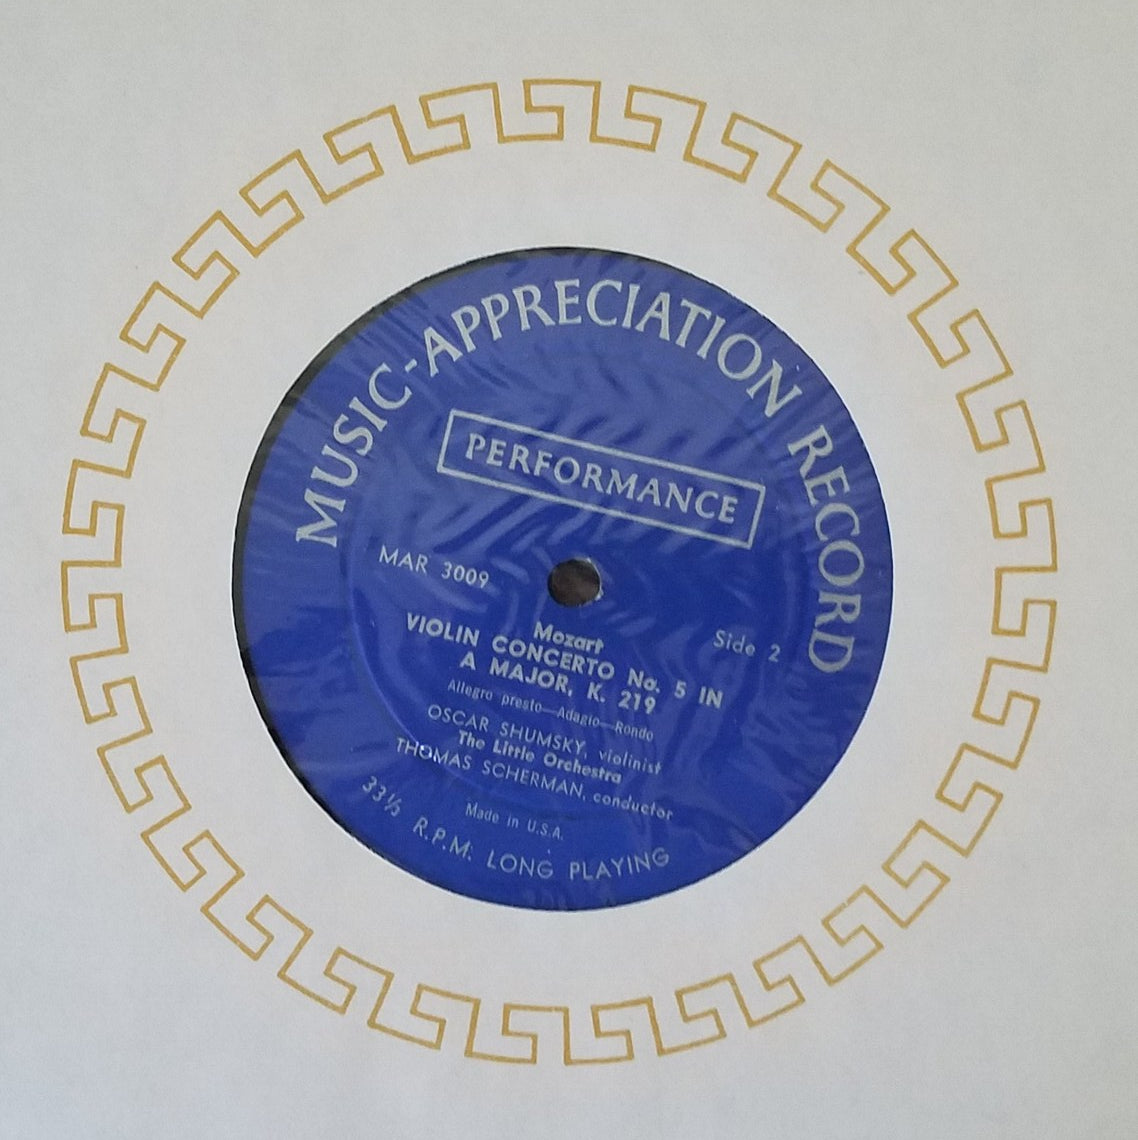 MUSIC-APPRECIATION RECORD
PERFORMANCE
MAR 3009
Side 2
Mozart
VIOLIN CONCERTO No. 5 IN
A MAJOR, K. 219
Allegro presto—Adagio—Rondo
OSCAR SHUMSKY, violinist
The Little Orchestra
THOMAS SCHERMAN, conductor
Made in U.S.A.
33⅓ R.P.M. LONG PLAYING